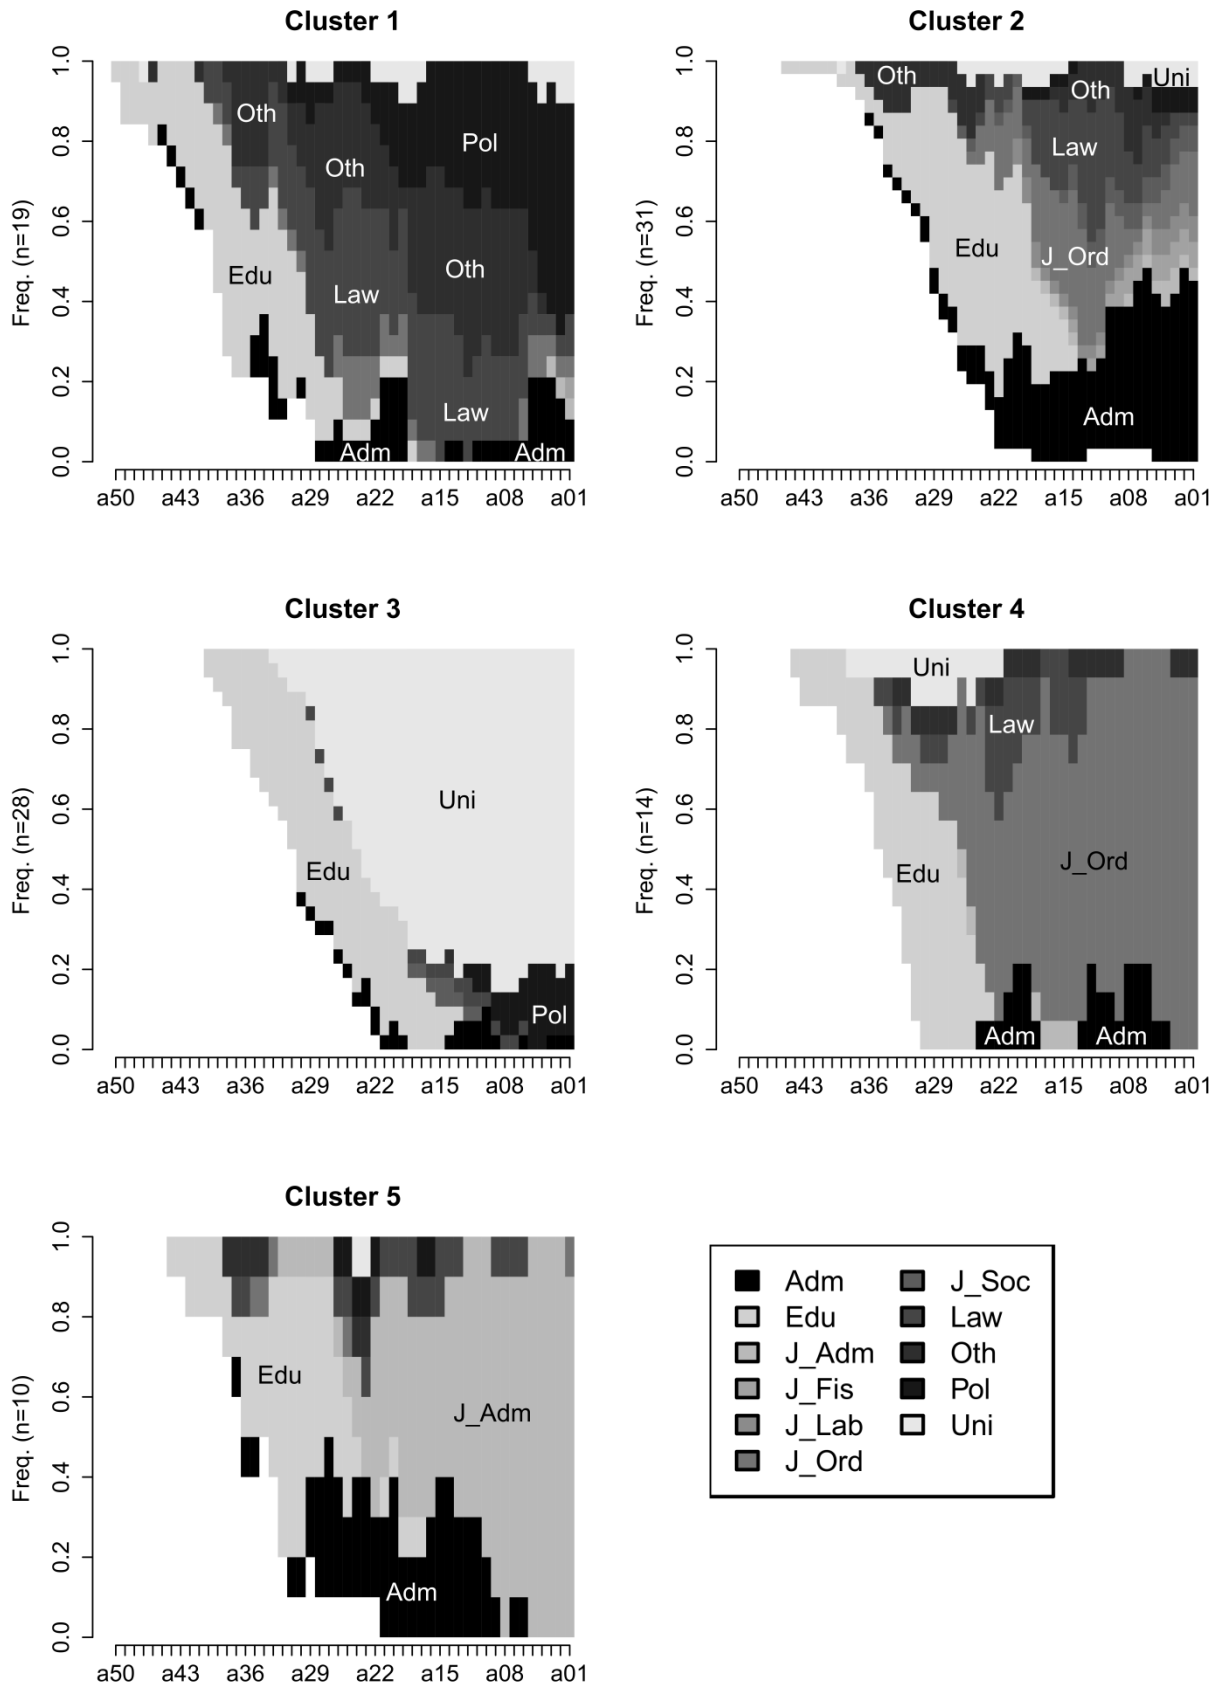 Cluster 1
Freq. (n=19)
1.0
0.8
0.6
0.4
0.2
0.0
Oth
Oth
Pol
Edu
Oth
Law
Law
Adm
Adm
a50 a43 a36 a29 a22 a15 a08 a01
Cluster 2
Freq. (n=31)
1.0
0.8
0.6
0.4
0.2
0.0
Oth
Uni
Oth
Law
Edu
J_Ord
Adm
a50 a43 a36 a29 a22 a15 a08 a01
Cluster 3
Freq. (n=28)
1.0
0.8
0.6
0.4
0.2
0.0
Uni
Edu
Pol
a50 a43 a36 a29 a22 a15 a08 a01
Cluster 4
Freq. (n=14)
1.0
0.8
0.6
0.4
0.2
0.0
Uni
Law
Edu
J_Ord
Adm
Adm
a50 a43 a36 a29 a22 a15 a08 a01
Cluster 5
Freq. (n=10)
1.0
0.8
0.6
0.4
0.2
0.0
Edu
J_Adm
Adm
a50 a43 a36 a29 a22 a15 a08 a01
Adm
Edu
J_Adm
J_Fis
J_Lab
J_Ord
J_Soc
Law
Oth
Pol
Uni